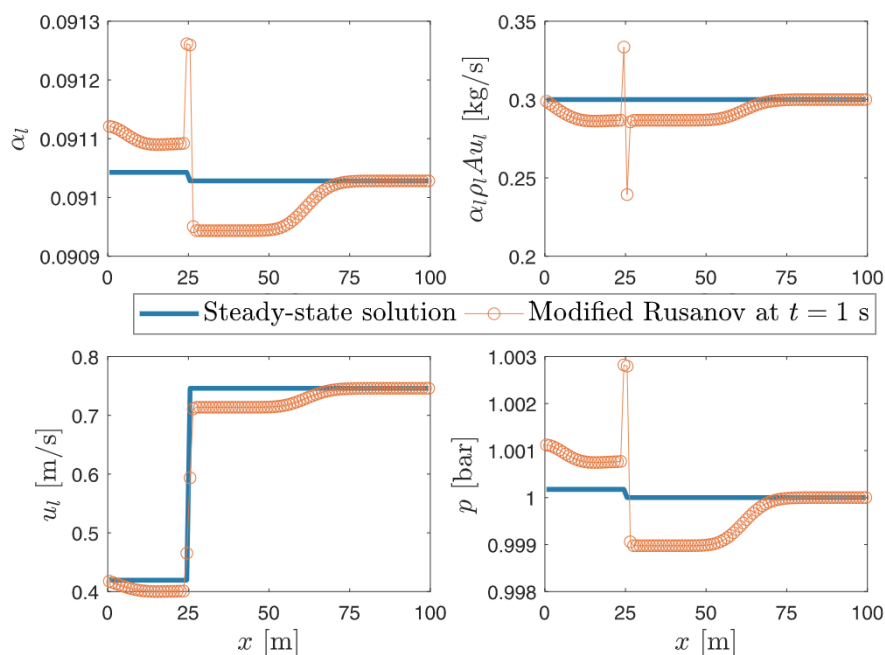 0.0913
0.0912
0.0911
0.091
0.0909
α_l
0 25 50 75 100
0.35
0.3
0.25
0.2
α_l ρ_l A u_l [kg/s]
0 25 50 75 100
Steady-state solution Modified Rusanov at t = 1 s
0.8
0.7
0.6
0.5
0.4
u_l [m/s]
0 25 50 75 100
x [m]
1.003
1.002
1.001
1
0.999
0.998
p [bar]
0 25 50 75 100
x [m]